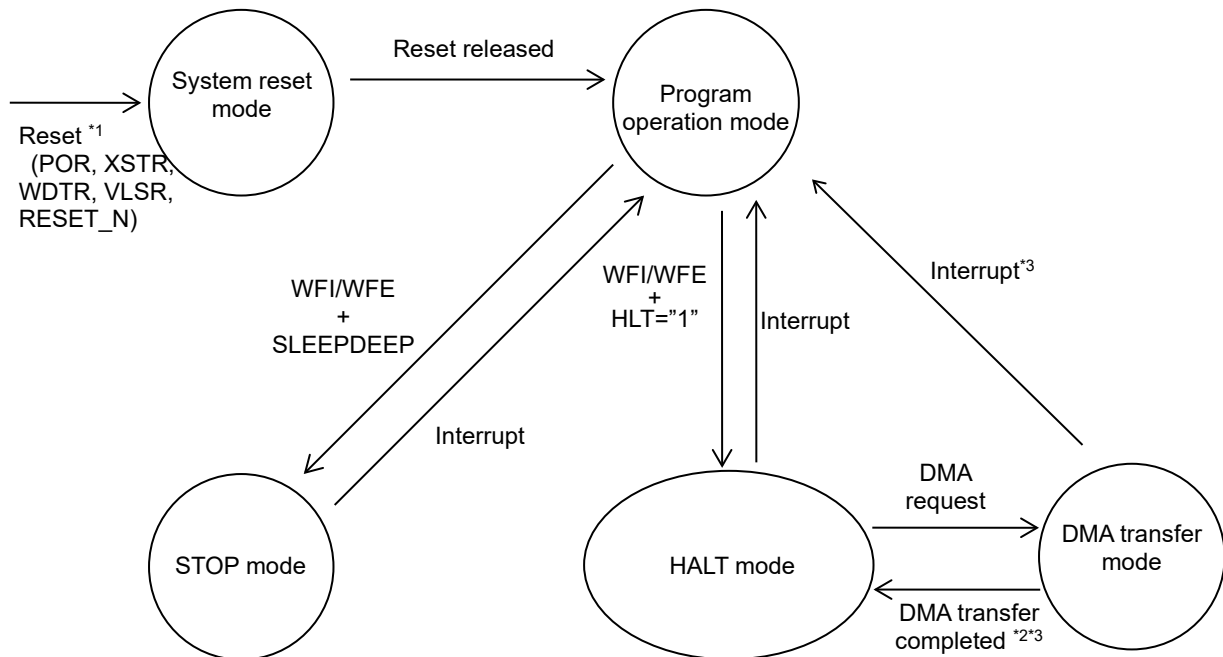 System reset
mode
Reset released
Program
operation mode
Reset *1
(POR, XSTR,
WDTR, VLSR,
RESET_N)
WFI/WFE
+
SLEEPDEEP
Interrupt
WFI/WFE
+
HLT=”1”
Interrupt
Interrupt*3
STOP mode
HALT mode
DMA
request
DMA transfer
completed *2*3
DMA transfer
mode